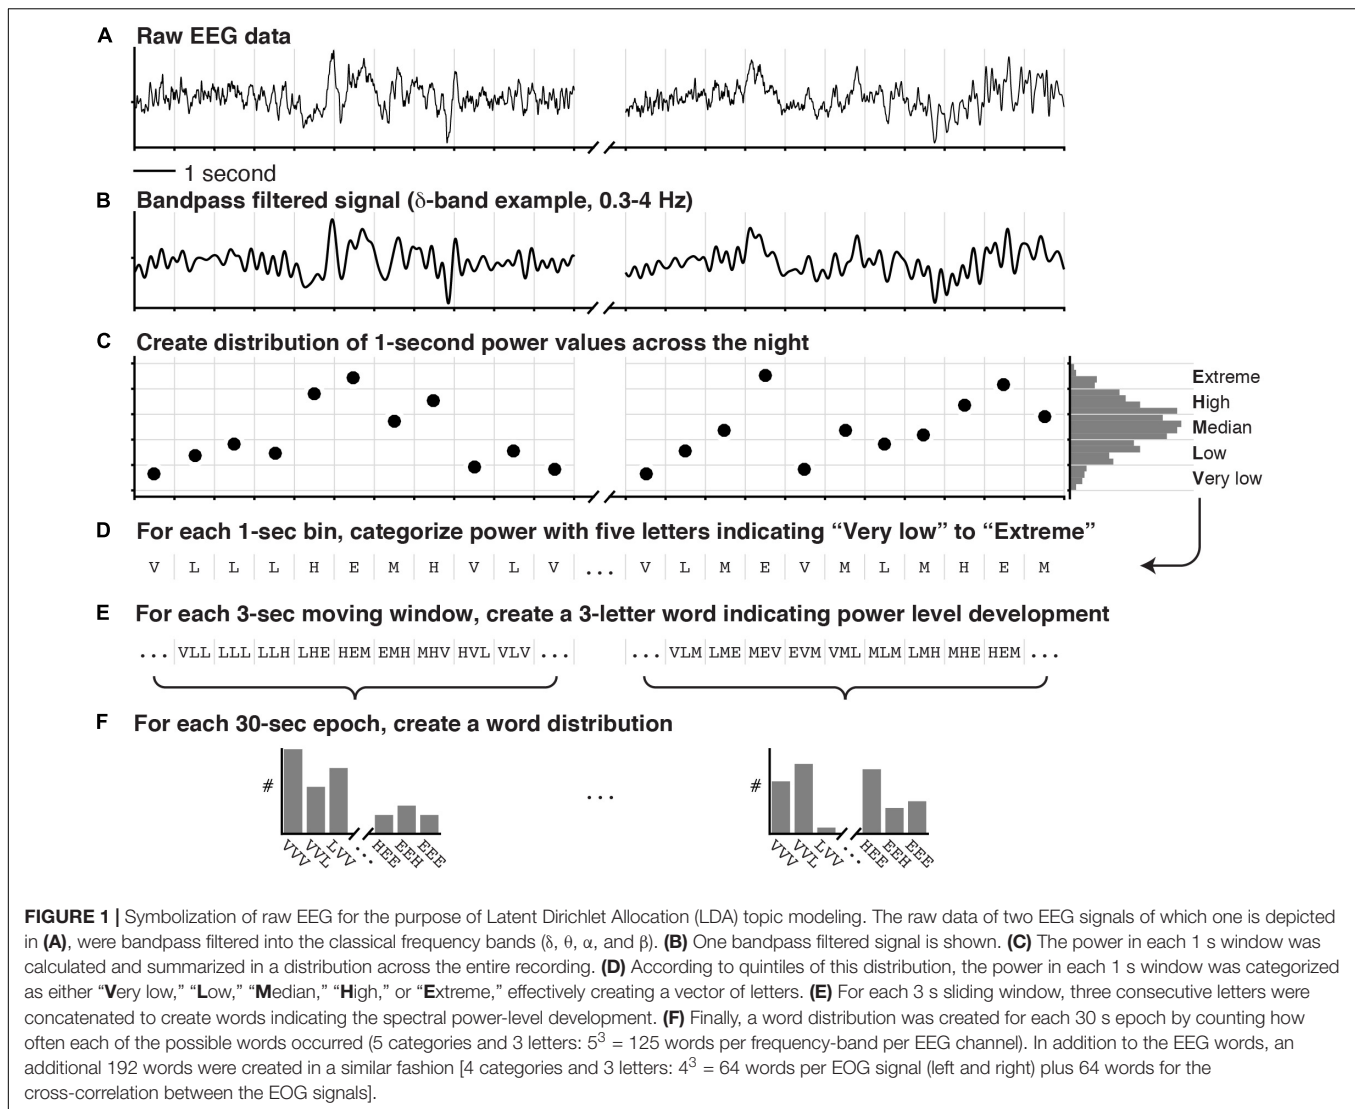 A Raw EEG data
1 second
B Bandpass filtered signal (δ-band example, 0.3-4 Hz)
C Create distribution of 1-second power values across the night
Extreme
High
Median
Low
Very low
D For each 1-sec bin, categorize power with five letters indicating “Very low” to “Extreme”
V L L L H E M H V L V ... V L M E V M L M H E M
E For each 3-sec moving window, create a 3-letter word indicating power level development
... VLL LLL LLH LHE HEM EMH MHV HVL VLV ... ... VLM LME MEV EVM VML MLM LMH MHE HEM ...
F For each 30-sec epoch, create a word distribution
# ... #
VVV VVL LVV ... HEE EEH EEE VVV VVL LVV ... HEE EEH EEE
FIGURE 1 | Symbolization of raw EEG for the purpose of Latent Dirichlet Allocation (LDA) topic modeling. The raw data of two EEG signals of which one is depicted
in (A), were bandpass filtered into the classical frequency bands (δ, θ, α, and β). (B) One bandpass filtered signal is shown. (C) The power in each 1 s window was
calculated and summarized in a distribution across the entire recording. (D) According to quintiles of this distribution, the power in each 1 s window was categorized
as either “Very low,” “Low,” “Median,” “High,” or “Extreme,” effectively creating a vector of letters. (E) For each 3 s sliding window, three consecutive letters were
concatenated to create words indicating the spectral power-level development. (F) Finally, a word distribution was created for each 30 s epoch by counting how
often each of the possible words occurred (5 categories and 3 letters: 5³ = 125 words per frequency-band per EEG channel). In addition to the EEG words, an
additional 192 words were created in a similar fashion [4 categories and 3 letters: 4³ = 64 words per EOG signal (left and right) plus 64 words for the
cross-correlation between the EOG signals].